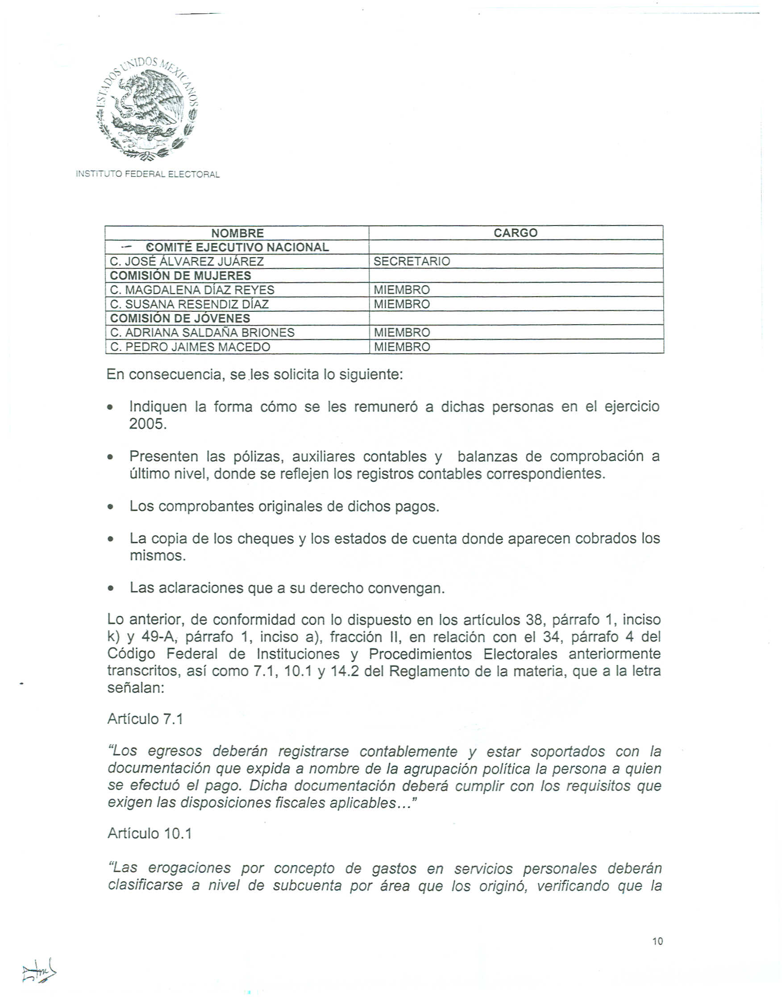 ESTADOS UNIDOS MEXICANOS
INSTITUTO FEDERAL ELECTORAL
NOMBRE CARGO
COMITÉ EJECUTIVO NACIONAL
C. JOSÉ ÁLVAREZ JUÁREZ SECRETARIO
COMISIÓN DE MUJERES
C. MAGDALENA DÍAZ REYES MIEMBRO
C. SUSANA RESENDIZ DÍAZ MIEMBRO
COMISIÓN DE JÓVENES
C. ADRIANA SALDAÑA BRIONES MIEMBRO
C. PEDRO JAIMES MACEDO MIEMBRO
En consecuencia, se les solicita lo siguiente:
• Indiquen la forma cómo se les remuneró a dichas personas en el ejercicio
2005.
• Presenten las pólizas, auxiliares contables y balanzas de comprobación a
último nivel, donde se reflejen los registros contables correspondientes.
• Los comprobantes originales de dichos pagos.
• La copia de los cheques y los estados de cuenta donde aparecen cobrados los
mismos.
• Las aclaraciones que a su derecho convengan.
Lo anterior, de conformidad con lo dispuesto en los artículos 38, párrafo 1, inciso
k) y 49-A, párrafo 1, inciso a), fracción II, en relación con el 34, párrafo 4 del
Código Federal de Instituciones y Procedimientos Electorales anteriormente
transcritos, así como 7.1, 10.1 y 14.2 del Reglamento de la materia, que a la letra
señalan:
Artículo 7.1
“Los egresos deberán registrarse contablemente y estar soportados con la
documentación que expida a nombre de la agrupación política la persona a quien
se efectuó el pago. Dicha documentación deberá cumplir con los requisitos que
exigen las disposiciones fiscales aplicables...”
Artículo 10.1
“Las erogaciones por concepto de gastos en servicios personales deberán
clasificarse a nivel de subcuenta por área que los originó, verificando que la
10